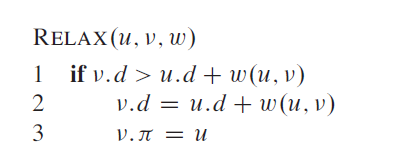 RELAX(u, v, w)
1 if v.d > u.d + w(u, v)
2 v.d = u.d + w(u, v)
3 v.π = u